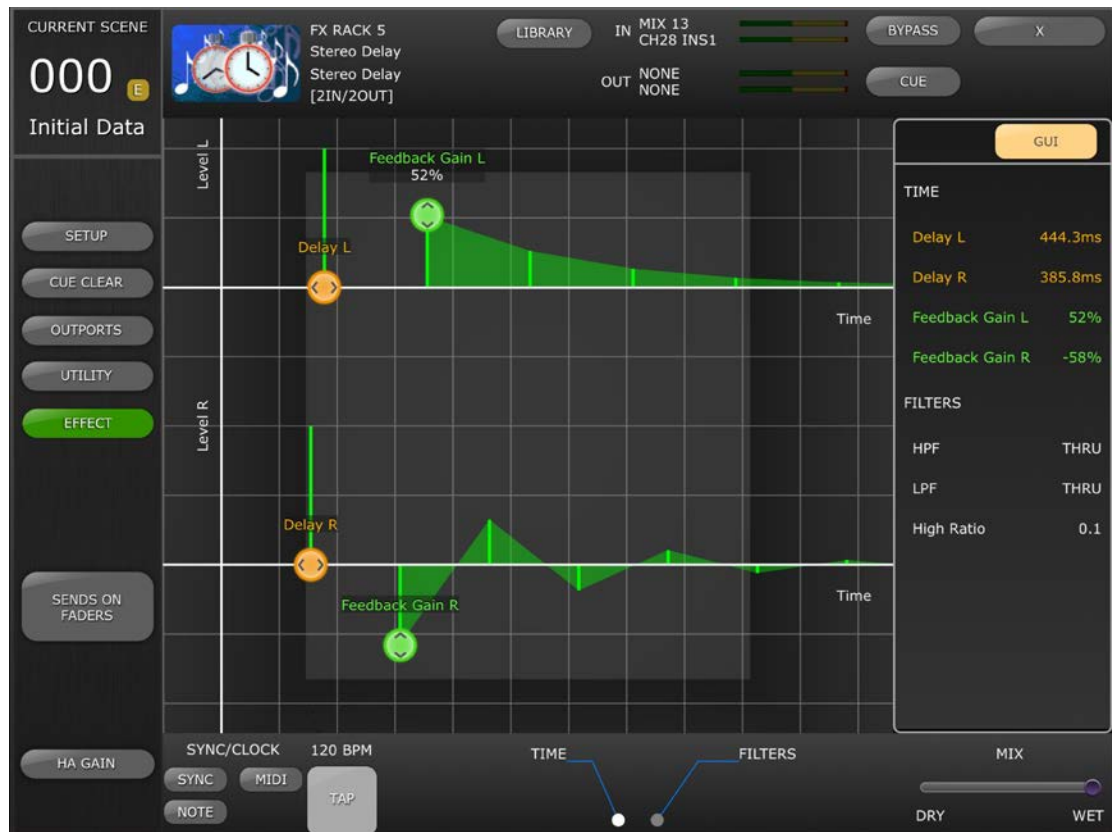 CURRENT SCENE
000 E
Initial Data
FX RACK 5
Stereo Delay
Stereo Delay
[2IN/2OUT]
LIBRARY
IN MIX 13
CH28 INS1
OUT NONE
NONE
BYPASS
X
CUE
SETUP
CUE CLEAR
OUTPORTS
UTILITY
EFFECT
SENDS ON
FADERS
HA GAIN
Level L
Feedback Gain L
52%
Delay L
Time
Level R
Delay R
Feedback Gain R
Time
GUI
TIME
Delay L 444.3ms
Delay R 385.8ms
Feedback Gain L 52%
Feedback Gain R -58%
FILTERS
HPF THRU
LPF THRU
High Ratio 0.1
SYNC/CLOCK 120 BPM
SYNC MIDI
NOTE
TAP
TIME
FILTERS
MIX
DRY WET